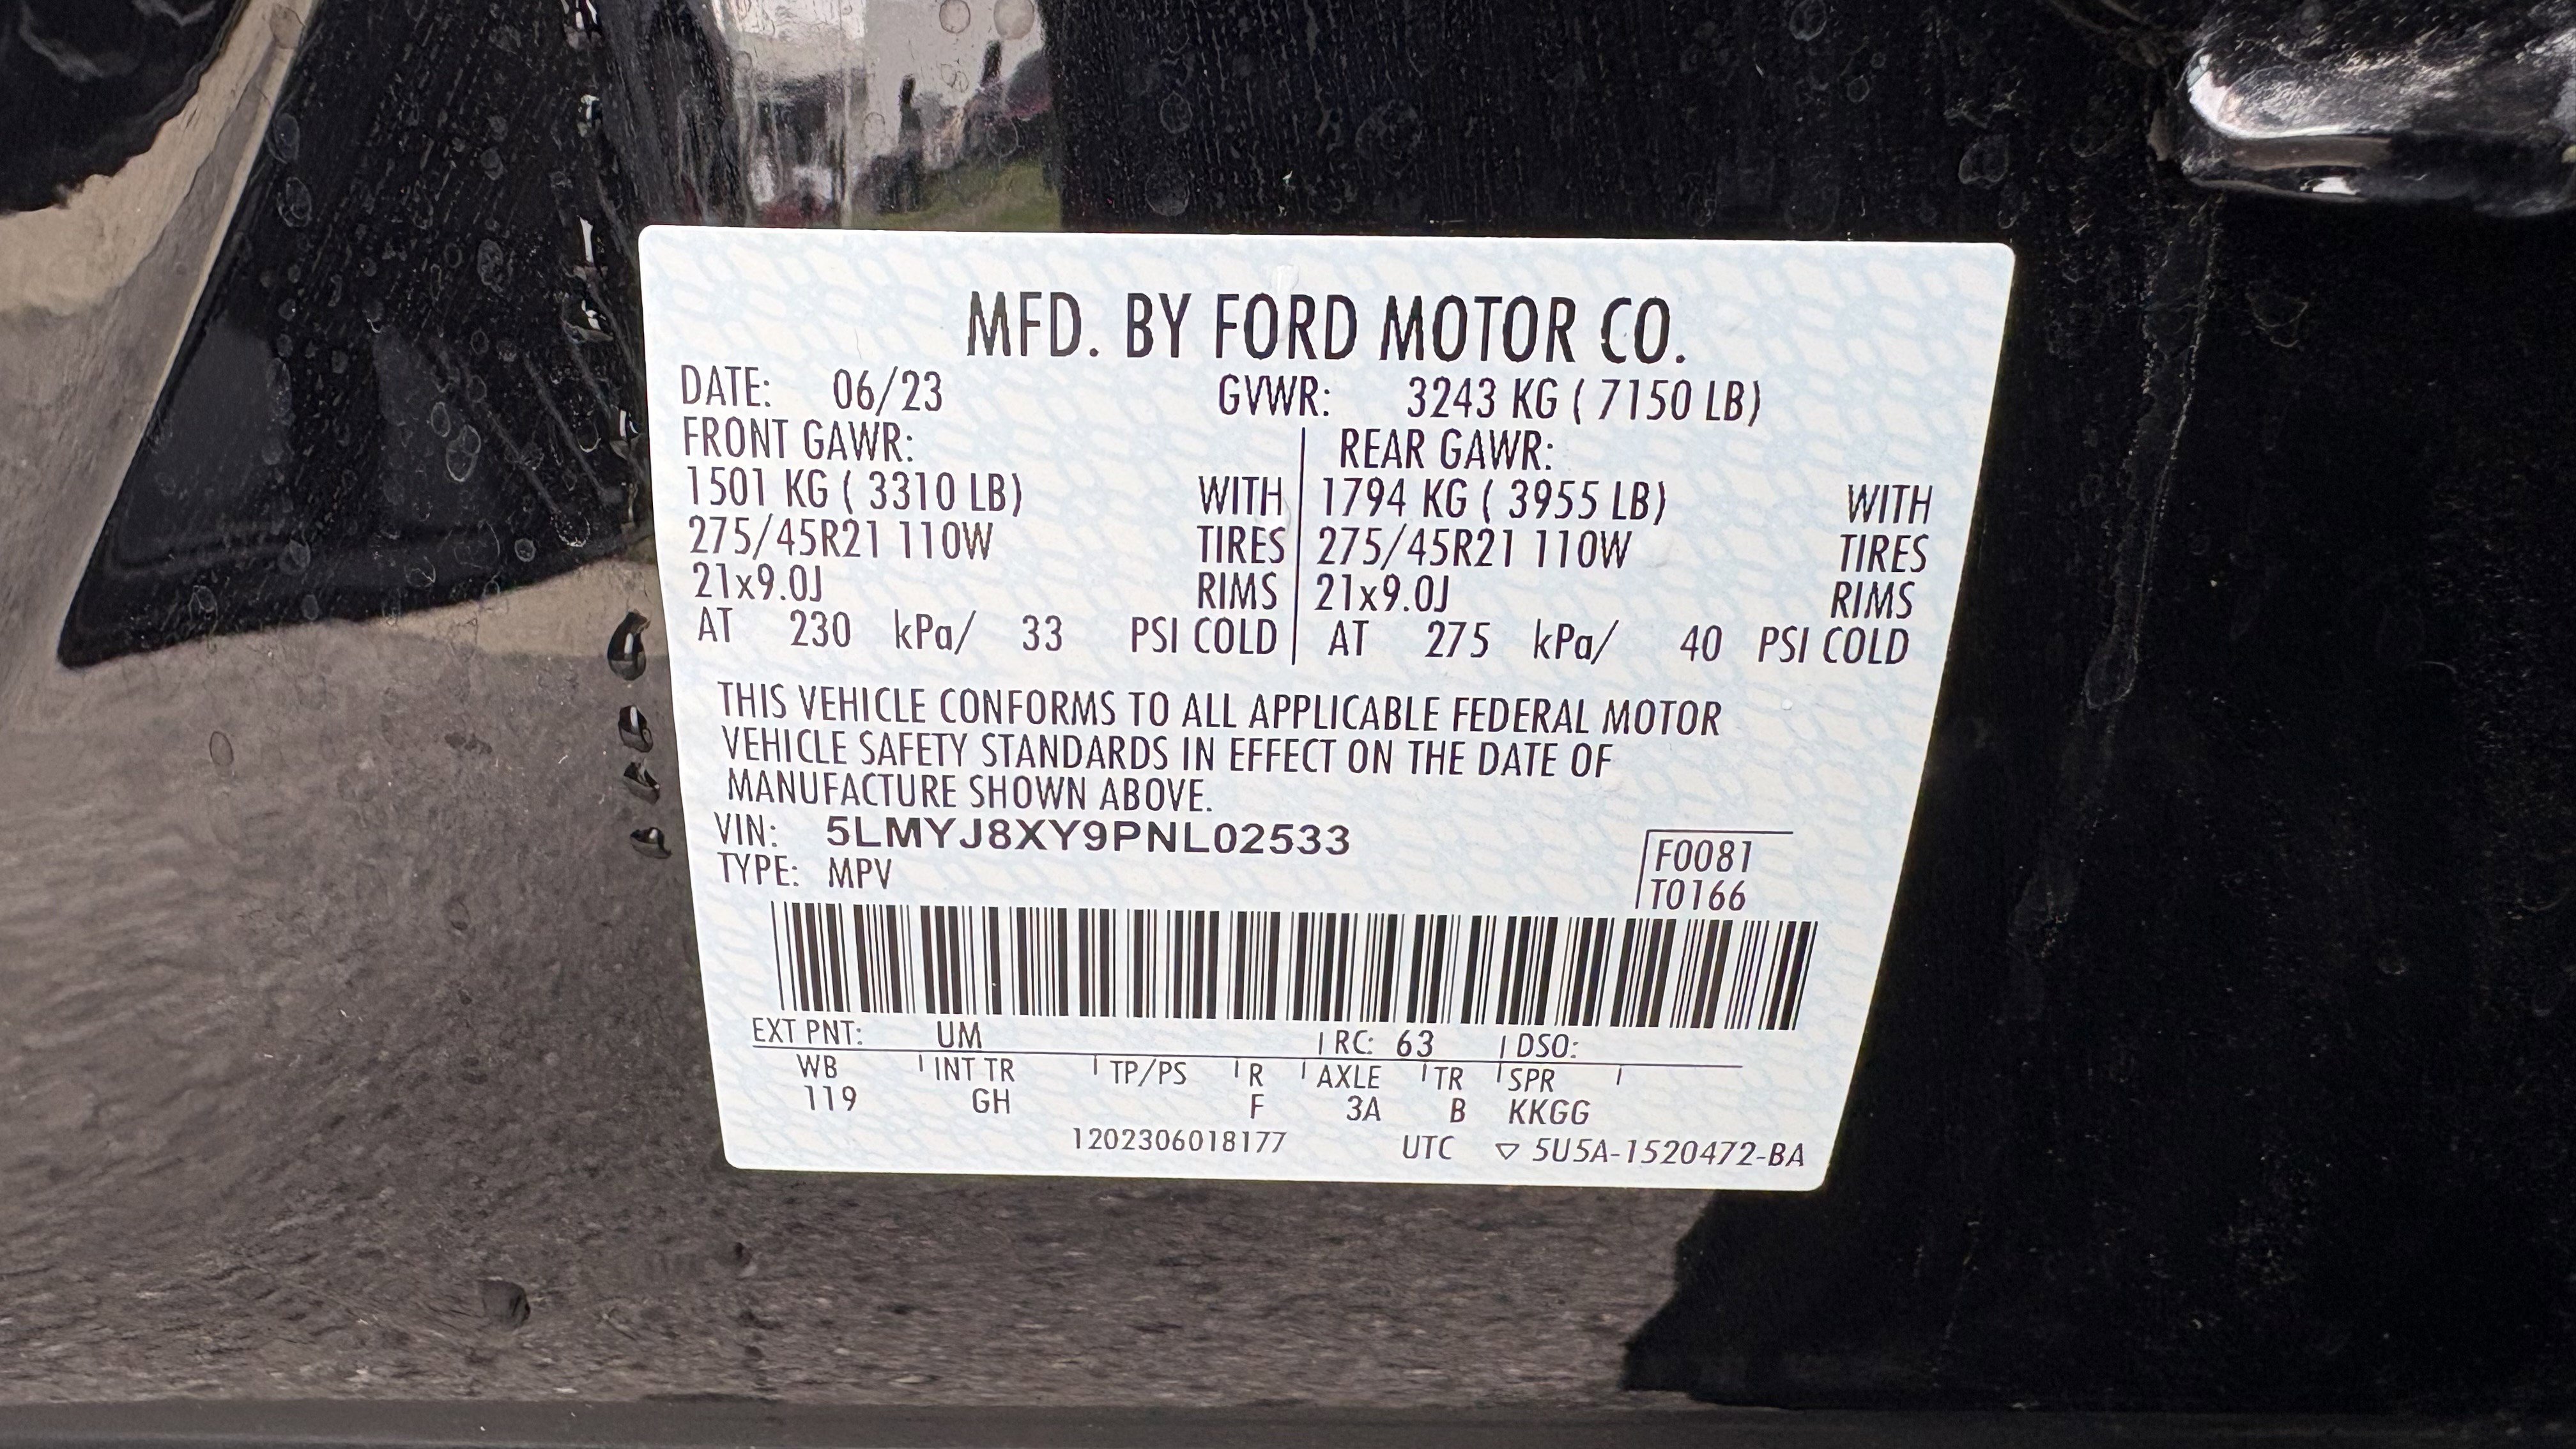 MFD. BY FORD MOTOR CO.
DATE: 06/23 GVWR: 3243 KG ( 7150 LB)
FRONT GAWR: REAR GAWR:
1501 KG ( 3310 LB) WITH 1794 KG ( 3955 LB) WITH
275/45R21 110W TIRES 275/45R21 110W TIRES
21x9.0J RIMS 21x9.0J RIMS
AT 230 kPa/ 33 PSI COLD AT 275 kPa/ 40 PSI COLD
THIS VEHICLE CONFORMS TO ALL APPLICABLE FEDERAL MOTOR
VEHICLE SAFETY STANDARDS IN EFFECT ON THE DATE OF
MANUFACTURE SHOWN ABOVE.
VIN: 5LMYJ8XY9PNL02533
TYPE: MPV
F0081
T0166
EXT PNT: UM RC: 63 DSO:
WB INT TR TP/PS R AXLE TR SPR
119 GH F 3A B KKGG
1202306018177 UTC ▽ 5U5A-1520472-BA